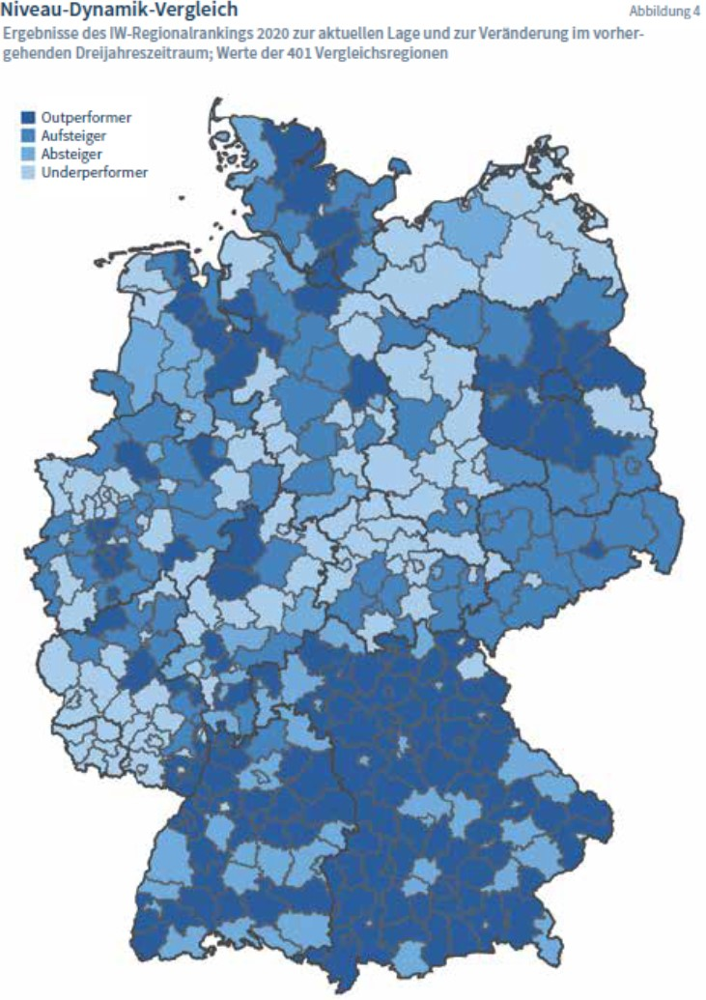 Niveau-Dynamik-Vergleich
Abbildung 4
Ergebnisse des IW-Regionalrankings 2020 zur aktuellen Lage und zur Veränderung im vorher-
gehenden Dreijahreszeitraum; Werte der 401 Vergleichsregionen
Outperformer
Aufsteiger
Absteiger
Underperformer